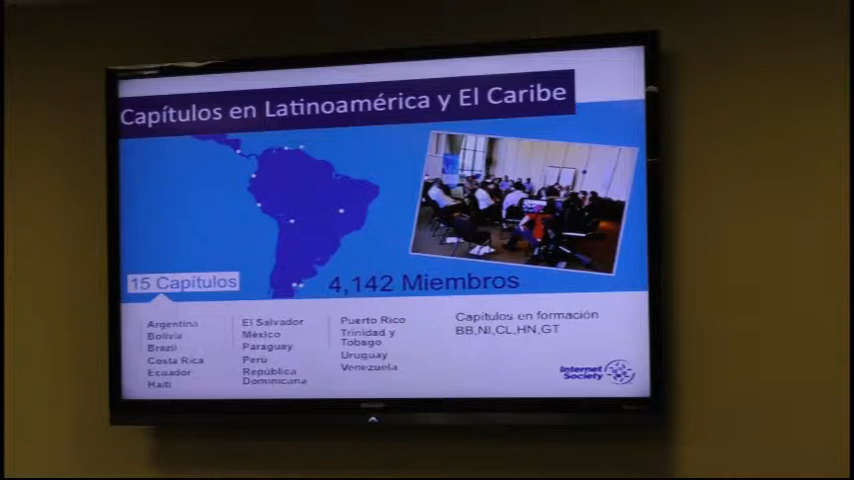 Capítulos en Latinoamérica y El Caribe
15 Capítulos
4,142 Miembros
Argentina
Bolivia
Brazil
Costa Rica
Ecuador
Haiti
El Salvador
México
Paraguay
Perú
República
Dominicana
Puerto Rico
Trinidad y
Tobago
Uruguay
Venezuela
Capítulos en formación
BB,NI,CL,HN,GT
Internet
Society